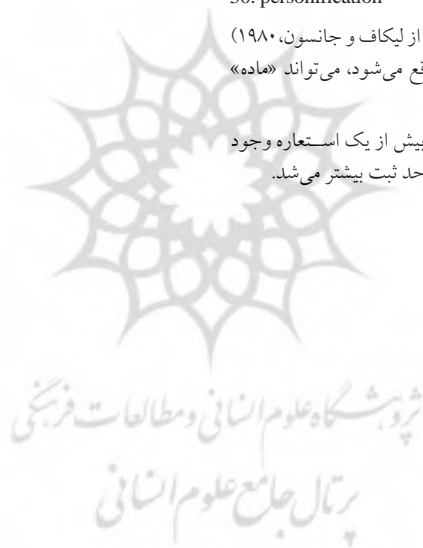 30. personification
از لیکاف و جانسون، ۱۹۸۰)
قع می‌شود، می‌تواند «ماده»
بیش از یک اســتعاره وجود
حد ثبت بیشتر می‌شد.
پژوهشگاه علوم انسانی و مطالعات فرهنگی
پرتال جامع علوم انسانی